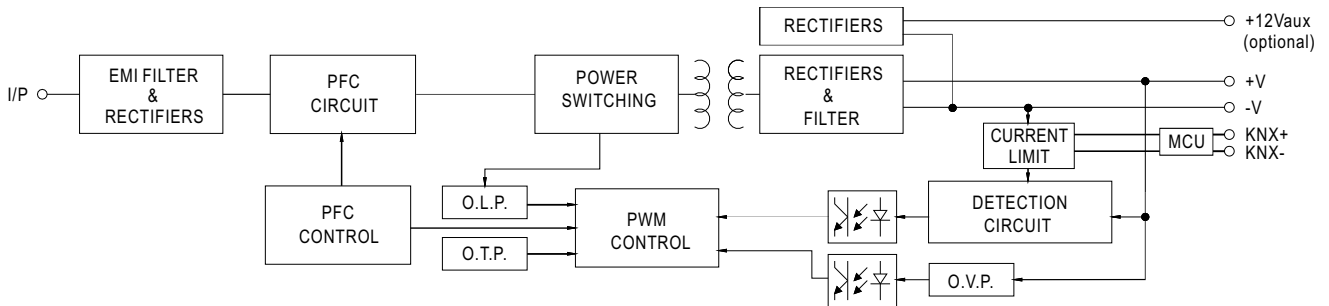 RECTIFIERS
+12Vaux
(optional)
I/P
EMI FILTER
&
RECTIFIERS
PFC
CIRCUIT
POWER
SWITCHING
RECTIFIERS
&
FILTER
+V
-V
CURRENT
LIMIT
MCU
KNX+
KNX-
PFC
CONTROL
O.L.P.
O.T.P.
PWM
CONTROL
DETECTION
CIRCUIT
O.V.P.